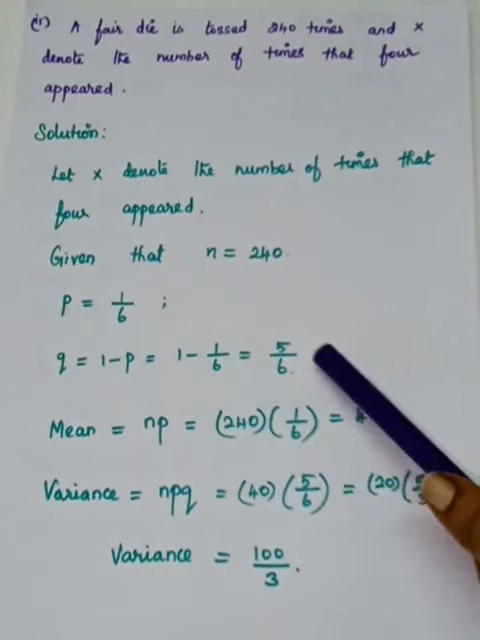 (ii) A fair die is tossed 240 times and x
denote the number of times that four
appeared.
Solution:
Let x denote the number of times that
four appeared.
Given that n = 240.
P = 1/6 ;
q = 1-p = 1 - 1/6 = 5/6.
Mean = np = (240)(1/6) =
Variance = npq = (40)(5/6) = (20)(
Variance = 100/3.